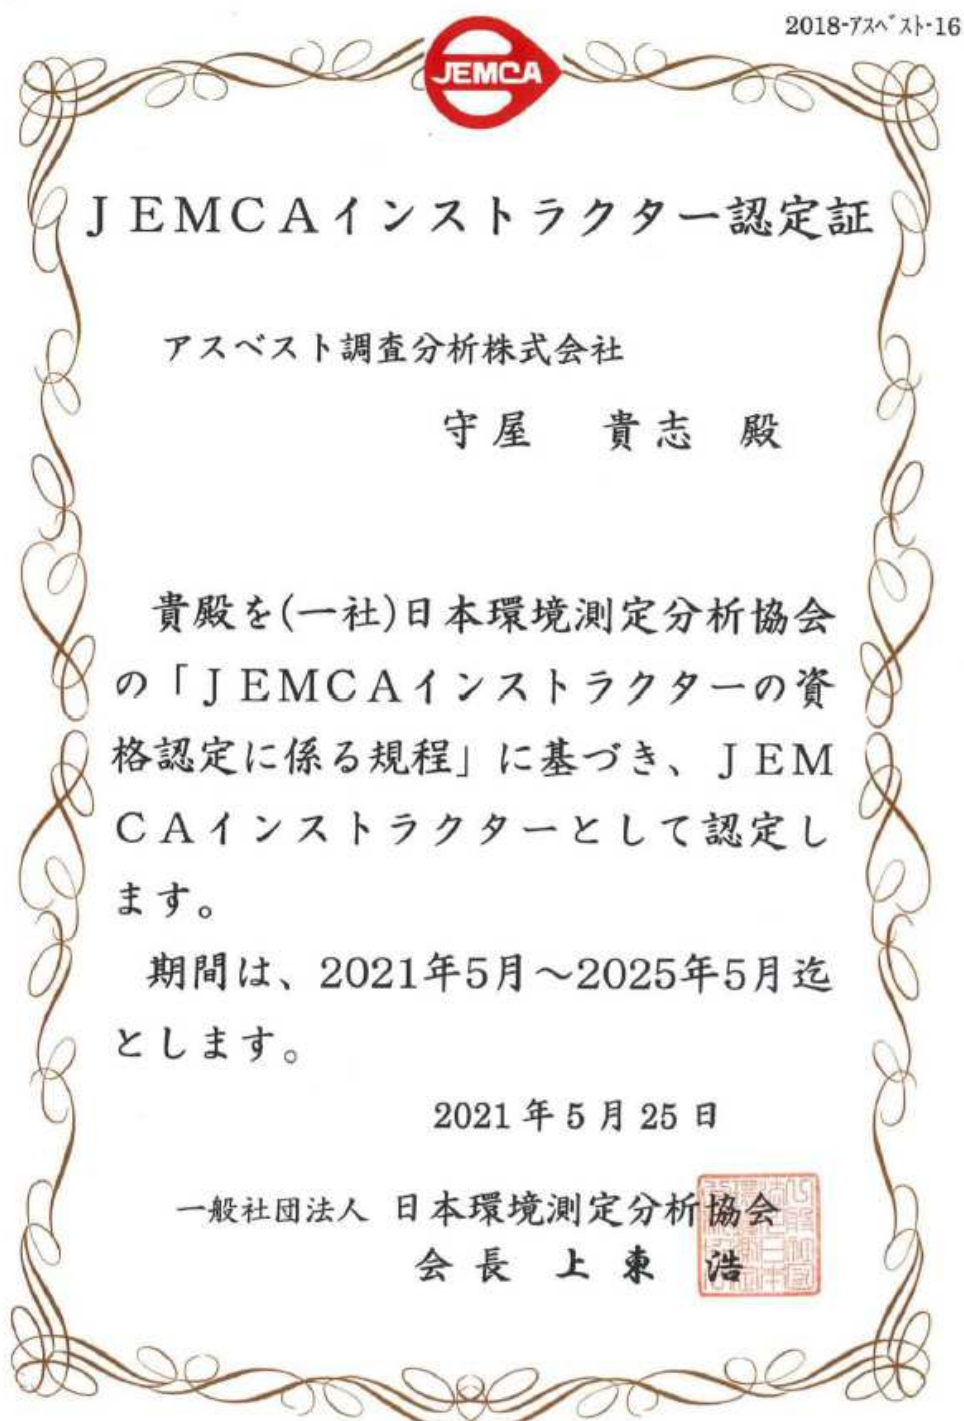 2018-アスベスト-16
JEMCA
JEMCAインストラクター認定証
アスベスト調査分析株式会社
守屋 貴志 殿
貴殿を(一社)日本環境測定分析協会
の「JEMCAインストラクターの資
格認定に係る規程」に基づき、JEM
CAインストラクターとして認定し
ます。
期間は、2021年5月～2025年5月迄
とします。
2021年5月25日
一般社団法人 日本環境測定分析協会
会長 上東 浩